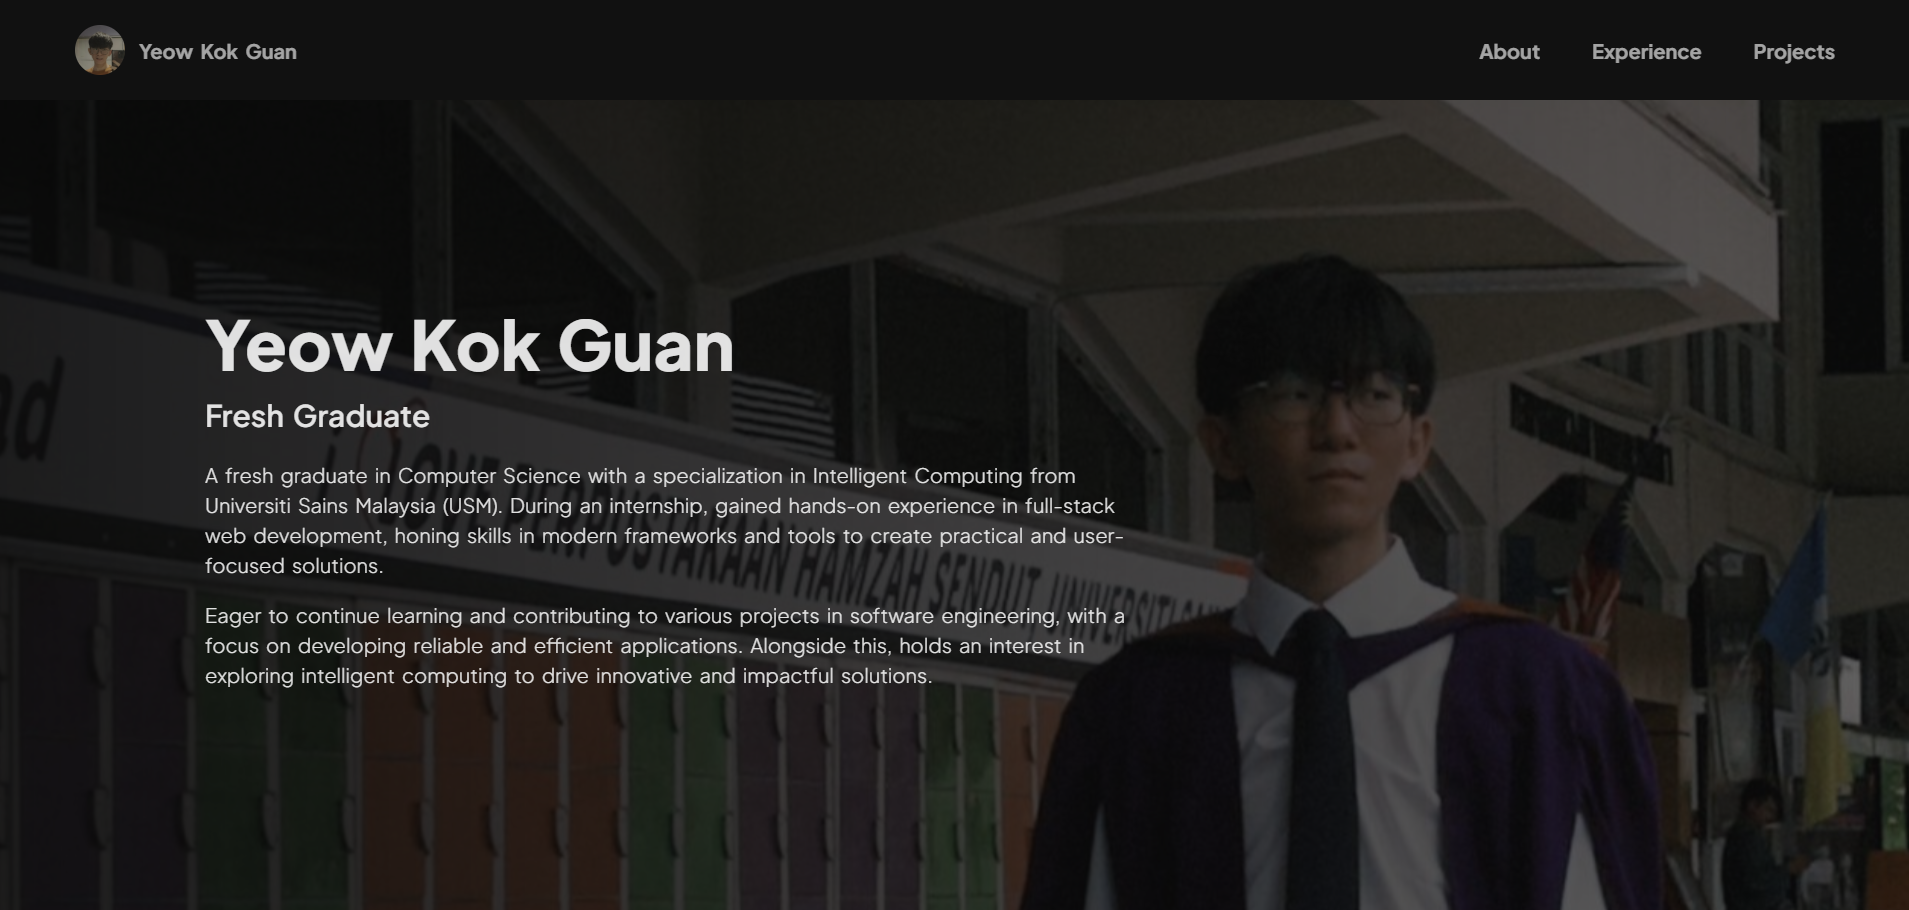 Yeow Kok Guan
About
Experience
Projects
Yeow Kok Guan
Fresh Graduate
A fresh graduate in Computer Science with a specialization in Intelligent Computing from
Universiti Sains Malaysia (USM). During an internship, gained hands-on experience in full-stack
web development, honing skills in modern frameworks and tools to create practical and user-
focused solutions.
Eager to continue learning and contributing to various projects in software engineering, with a
focus on developing reliable and efficient applications. Alongside this, holds an interest in
exploring intelligent computing to drive innovative and impactful solutions.
ad
i LOVE PERPUSTAKAAN HAMZAH SENDUT UNIVERSITI